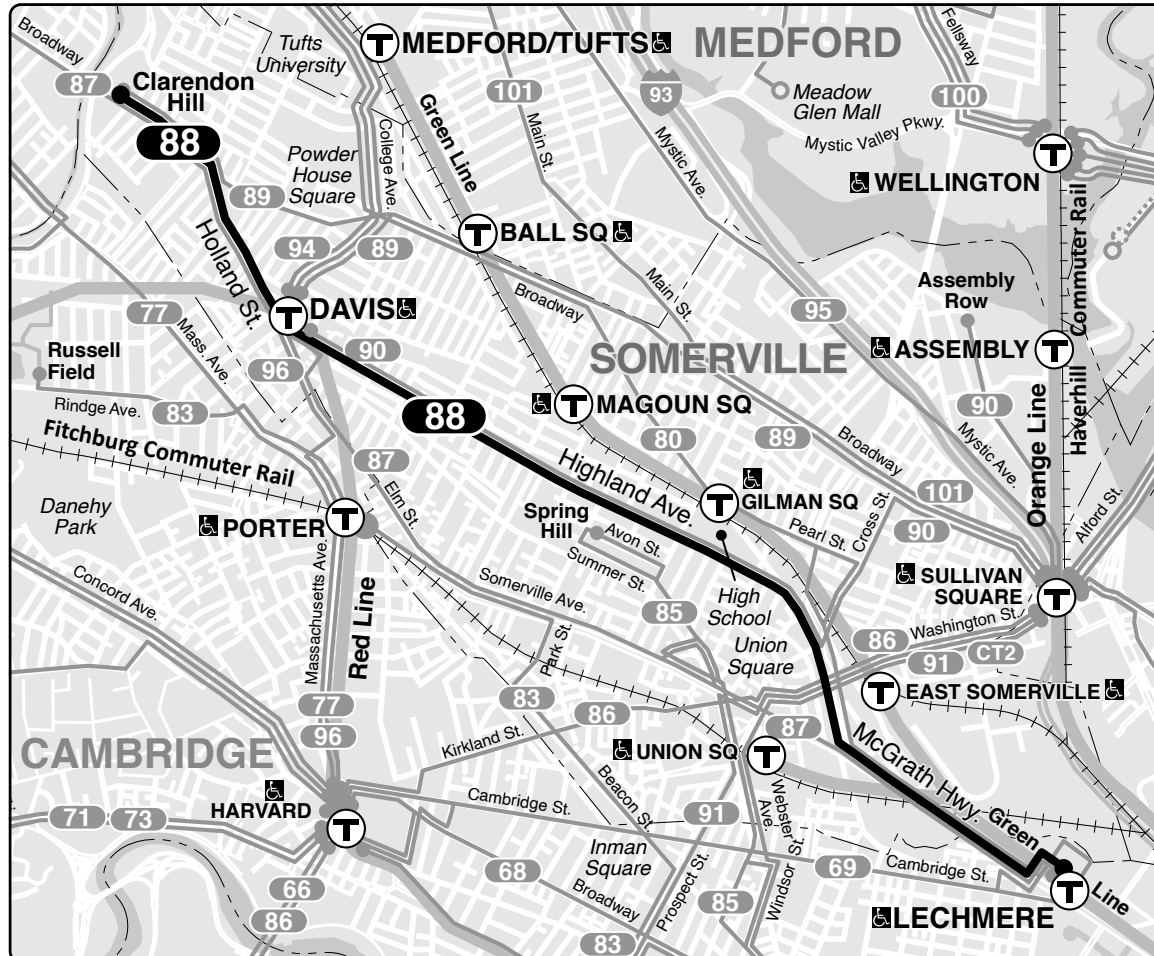 Broadway
87
Clarendon
Hill
88
Tufts
University
T
MEDFORD/TUFTS
MEDFORD
Fellsway
101
93
Meadow
Glen Mall
100
Mystic Valley Pkwy.
Main St.
Mystic Ave.
Green Line
College Ave.
Powder
House
Square
89
T
WELLINGTON
Commuter Rail
Holland St.
94
89
T
BALL SQ
Broadway
Main St.
77
Mass. Ave.
T
DAVIS
90
96
95
Assembly
Row
ASSEMBLY
T
SOMERVILLE
Russell
Field
Rindge Ave.
83
88
T
MAGOUN SQ
80
89
Broadway
90
Mystic Ave.
Orange Line
Haverhill
Fitchburg Commuter Rail
87
Elm St.
Highland Ave.
T
GILMAN SQ
101
90
Alford St.
Danehy
Park
PORTER
T
Spring
Hill
Avon St.
Summer St.
Pearl St.
Cross St.
Concord Ave.
Massachusetts Ave.
Red Line
Somerville Ave.
85
High
School
SULLIVAN
SQUARE
T
Washington St.
Park St.
Union
Square
86
91
CT2
83
T
EAST SOMERVILLE
77
96
86
Kirkland St.
87
UNION SQ
T
McGrath Hwy.
CAMBRIDGE
HARVARD
T
Cambridge St.
Beacon St.
91
Webster
Ave.
Green
Line
71
73
68
Inman
Square
Prospect St.
Windsor St.
69
Cambridge St.
66
86
Broadway
83
85
LECHMERE
T